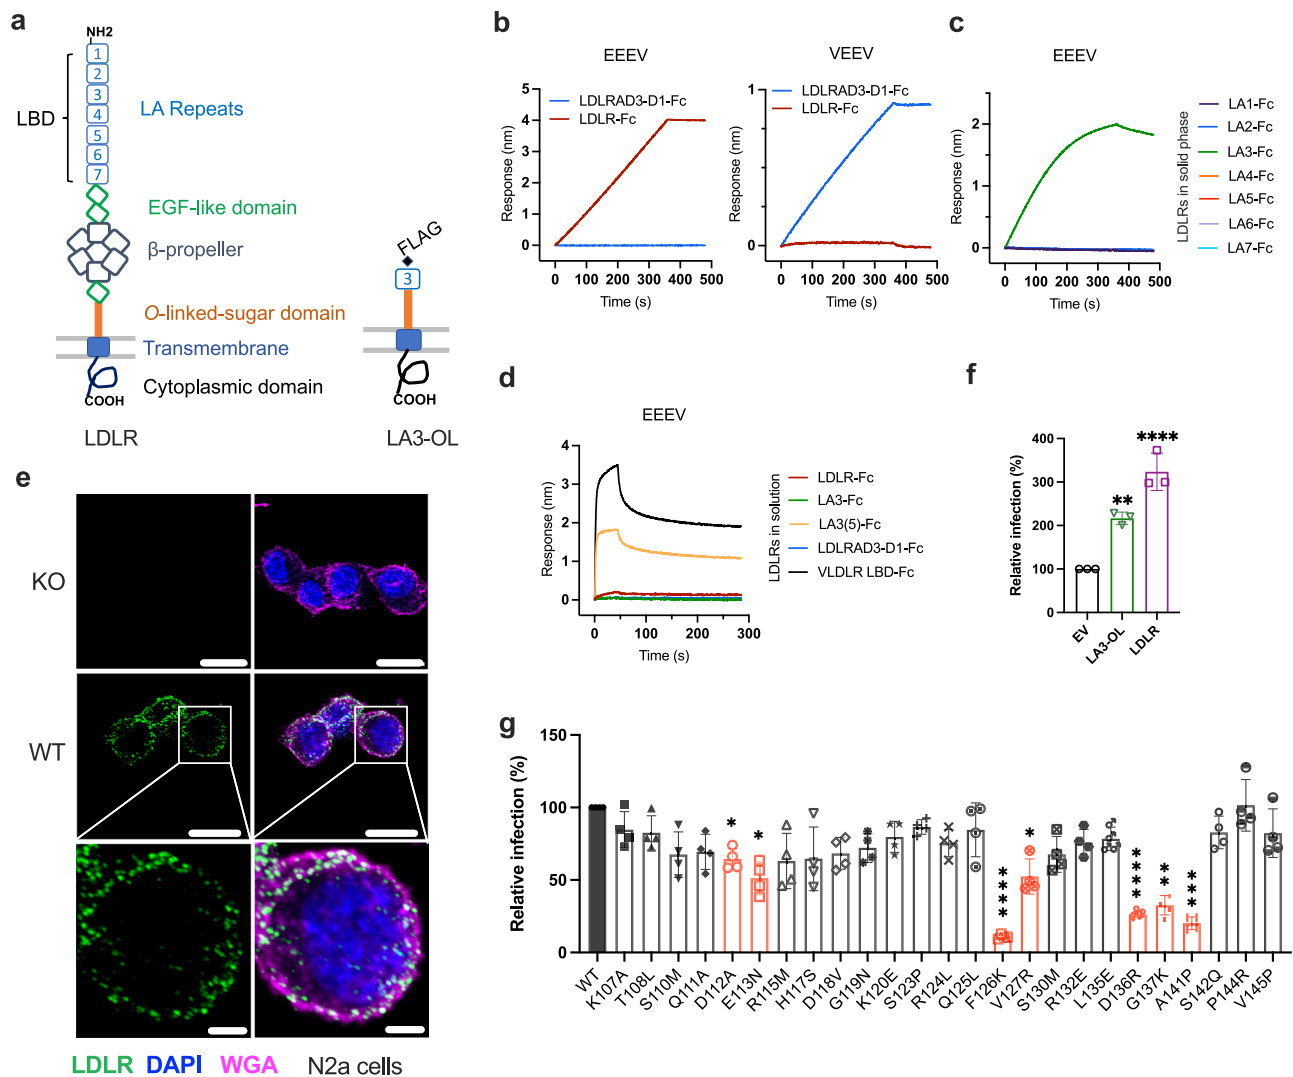 a
NH2
1
2
3
4
5
6
7
LBD
LA Repeats
EGF-like domain
β-propeller
O-linked-sugar domain
Transmembrane
Cytoplasmic domain
COOH
LDLR
FLAG
3
COOH
LA3-OL
b
EEEV
LDLRAD3-D1-Fc
LDLR-Fc
Response (nm)
5
4
3
2
1
0
0 100 200 300 400 500
Time (s)
VEEV
LDLRAD3-D1-Fc
LDLR-Fc
Response (nm)
1
0
0 100 200 300 400 500
Time (s)
c
EEEV
Response (nm)
2
1
0
0 100 200 300 400 500
Time (s)
LDLRs in solid phase
LA1-Fc
LA2-Fc
LA3-Fc
LA4-Fc
LA5-Fc
LA6-Fc
LA7-Fc
d
EEEV
Response (nm)
4
3
2
1
0
0 100 200 300
Time (s)
LDLRs in solution
LDLR-Fc
LA3-Fc
LA3(5)-Fc
LDLRAD3-D1-Fc
VLDLR LBD-Fc
e
KO
WT
LDLR DAPI WGA N2a cells
f
Relative infection (%)
400
300
200
100
0
**
****
EV
LA3-OL
LDLR
g
Relative infection (%)
150
100
50
0
*
*
****
*
****
**
***
WT
K107A
T108L
S110M
Q111A
D112A
E113N
R115M
H117S
D118V
G119N
K120E
S123P
R124L
Q125L
F126K
V127R
S130M
R132E
L135E
D136R
G137K
A141P
S142Q
P144R
V145P